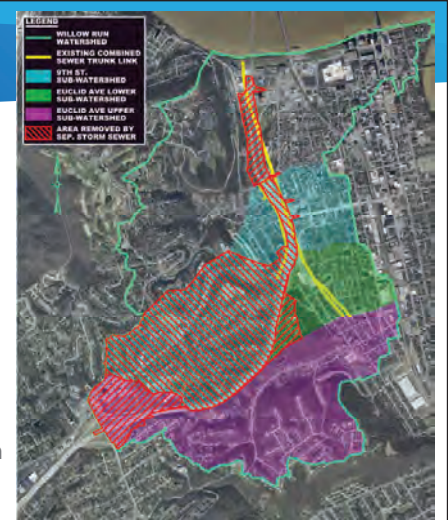 LEGEND
WILLOW RUN
WATERSHED
EXISTING COMBINED
SEWER TRUNK LINK
9TH ST.
SUB-WATERSHED
EUCLID AVE LOWER
SUB-WATERSHED
EUCLID AVE UPPER
SUB-WATERSHED
AREA REMOVED BY
SEP. STORM SEWER